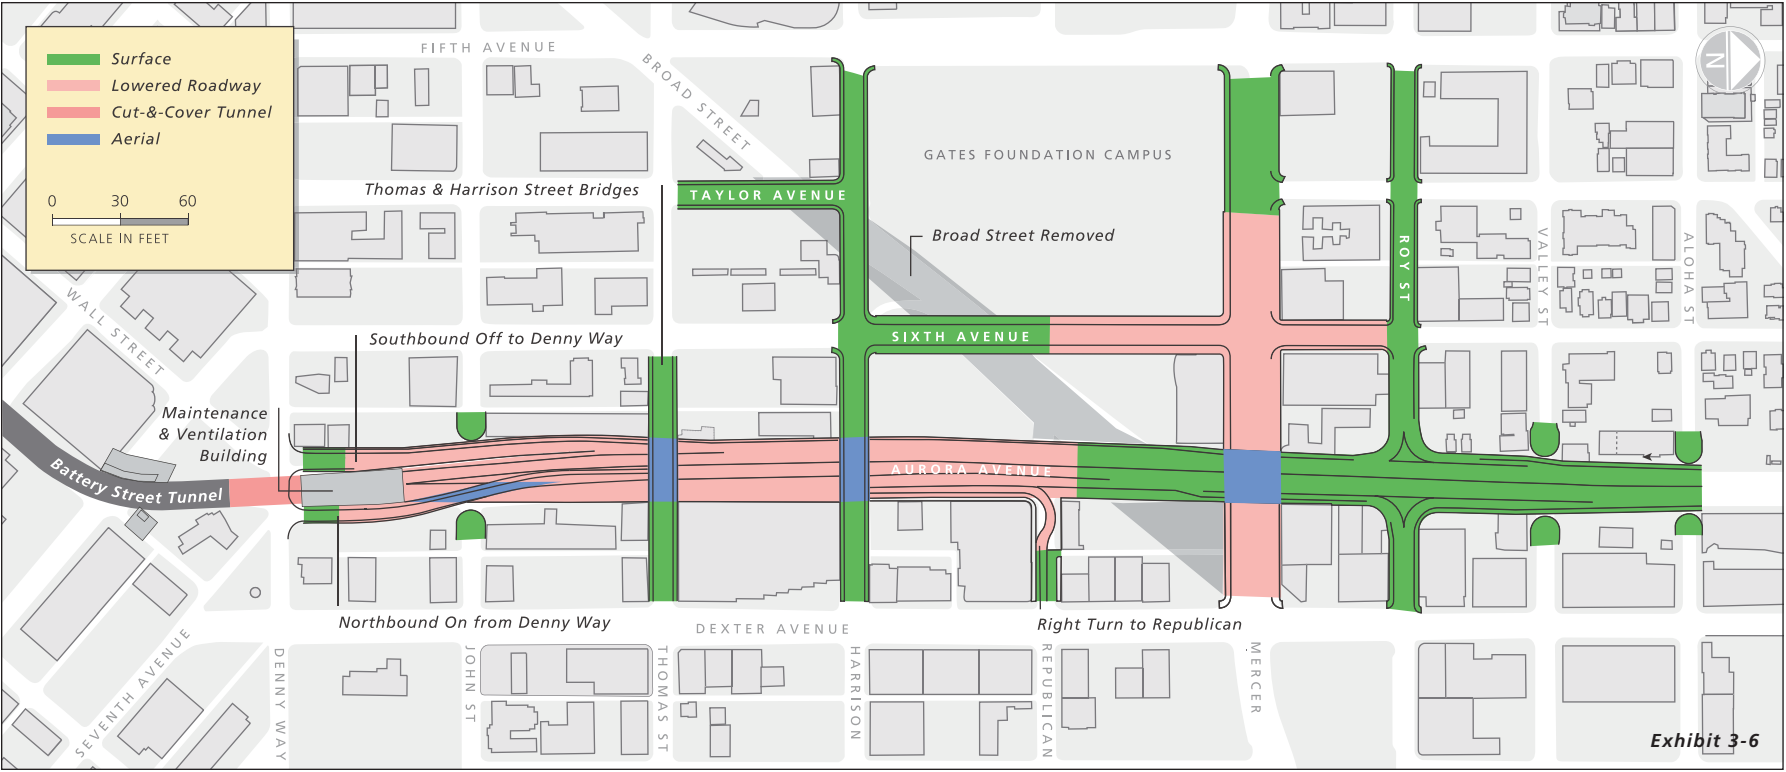 Surface
Lowered Roadway
Cut-&-Cover Tunnel
Aerial
0 30 60
SCALE IN FEET
FIFTH AVENUE
BROAD STREET
GATES FOUNDATION CAMPUS
N
Thomas & Harrison Street Bridges
TAYLOR AVENUE
Broad Street Removed
ROY ST
VALLEY ST
ALOHA ST
WALL STREET
Southbound Off to Denny Way
SIXTH AVENUE
Maintenance
& Ventilation
Building
Battery Street Tunnel
AURORA AVENUE
Northbound On from Denny Way
DEXTER AVENUE
Right Turn to Republican
SEVENTH AVENUE
DENNY WAY
JOHN ST
THOMAS ST
HARRISON
REPUBLICAN
MERCER
Exhibit 3-6